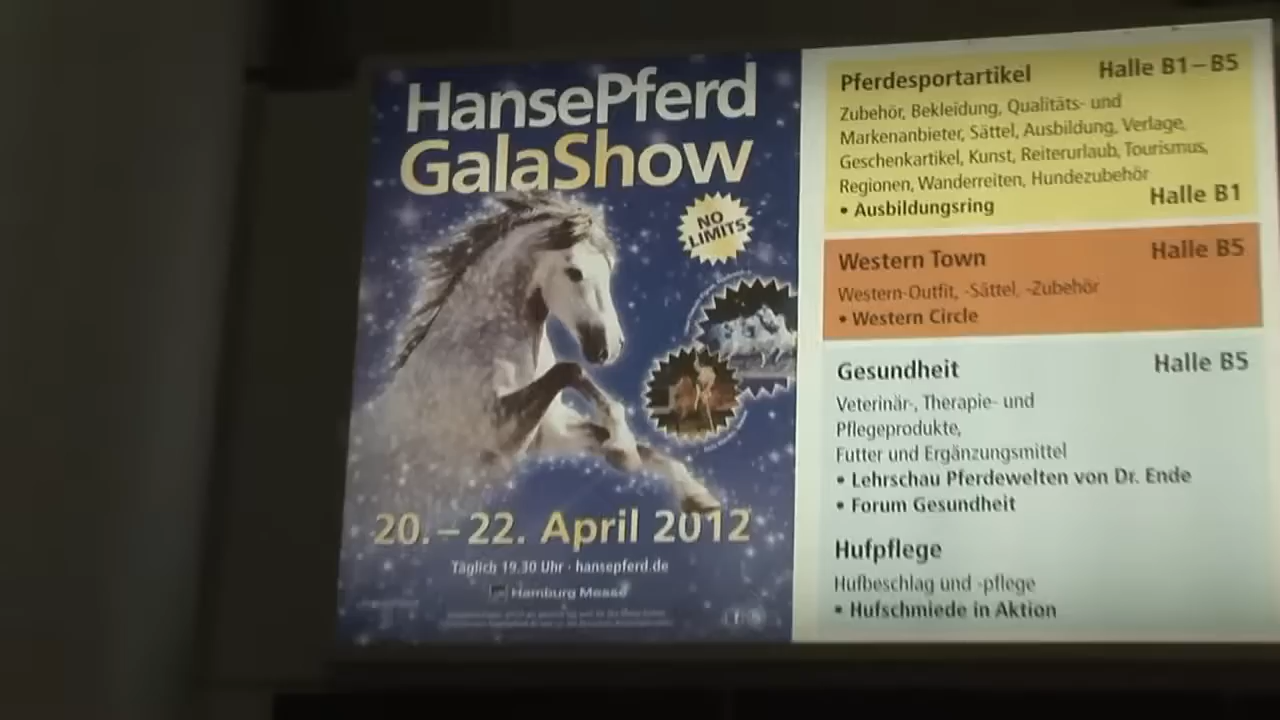 HansePferd
GalaShow
NO
LIMITS
20.–22. April 2012
Täglich 19.30 Uhr · hansepferd.de
Hamburg Messe
Pferdesportartikel Halle B1–B5
Zubehör, Bekleidung, Qualitäts- und
Markenanbieter, Sättel, Ausbildung, Verlage,
Geschenkartikel, Kunst, Reiterurlaub, Tourismus,
Regionen, Wanderreiten, Hundezubehör
• Ausbildungsring Halle B1
Western Town Halle B5
Western-Outfit, -Sättel, -Zubehör
• Western Circle
Gesundheit Halle B5
Veterinär-, Therapie- und
Pflegeprodukte,
Futter und Ergänzungsmittel
• Lehrschau Pferdewelten von Dr. Ende
• Forum Gesundheit
Hufpflege
Hufbeschlag und -pflege
• Hufschmiede in Aktion